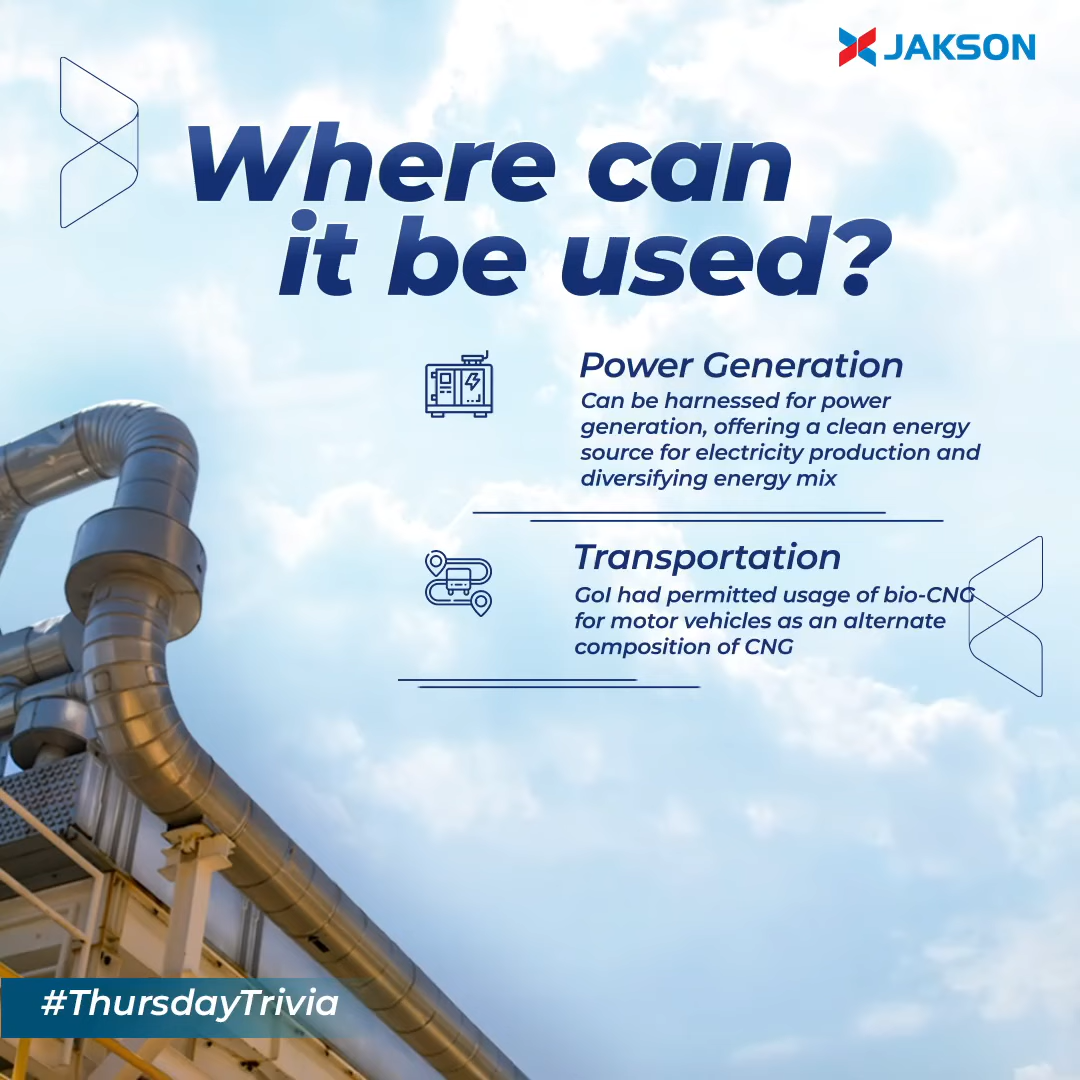 JAKSON
Where can
it be used?
Power Generation
Can be harnessed for power
generation, offering a clean energy
source for electricity production and
diversifying energy mix
Transportation
GoI had permitted usage of bio-CNG
for motor vehicles as an alternate
composition of CNG
#ThursdayTrivia